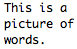 This is a
picture of
words.